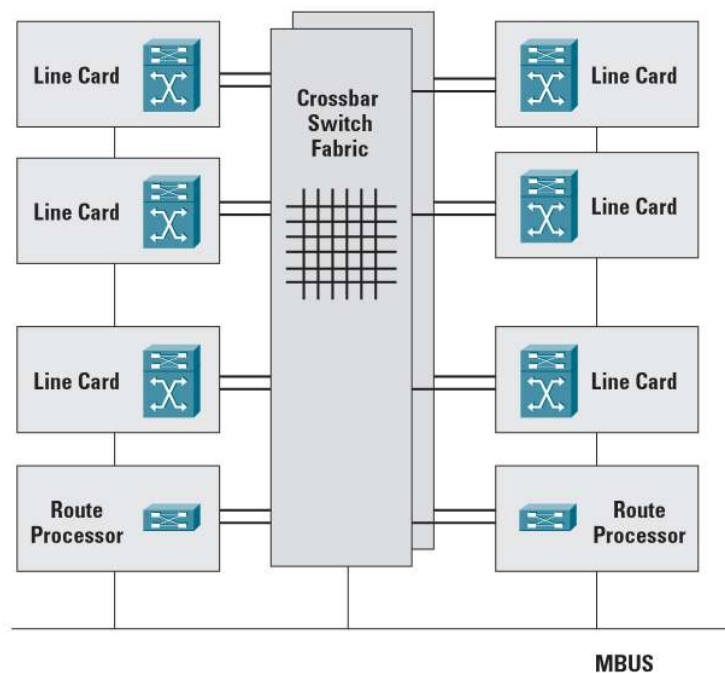 Line Card
Crossbar
Switch
Fabric
Line Card
Line Card
Line Card
Line Card
Line Card
Route
Processor
Route
Processor
MBUS